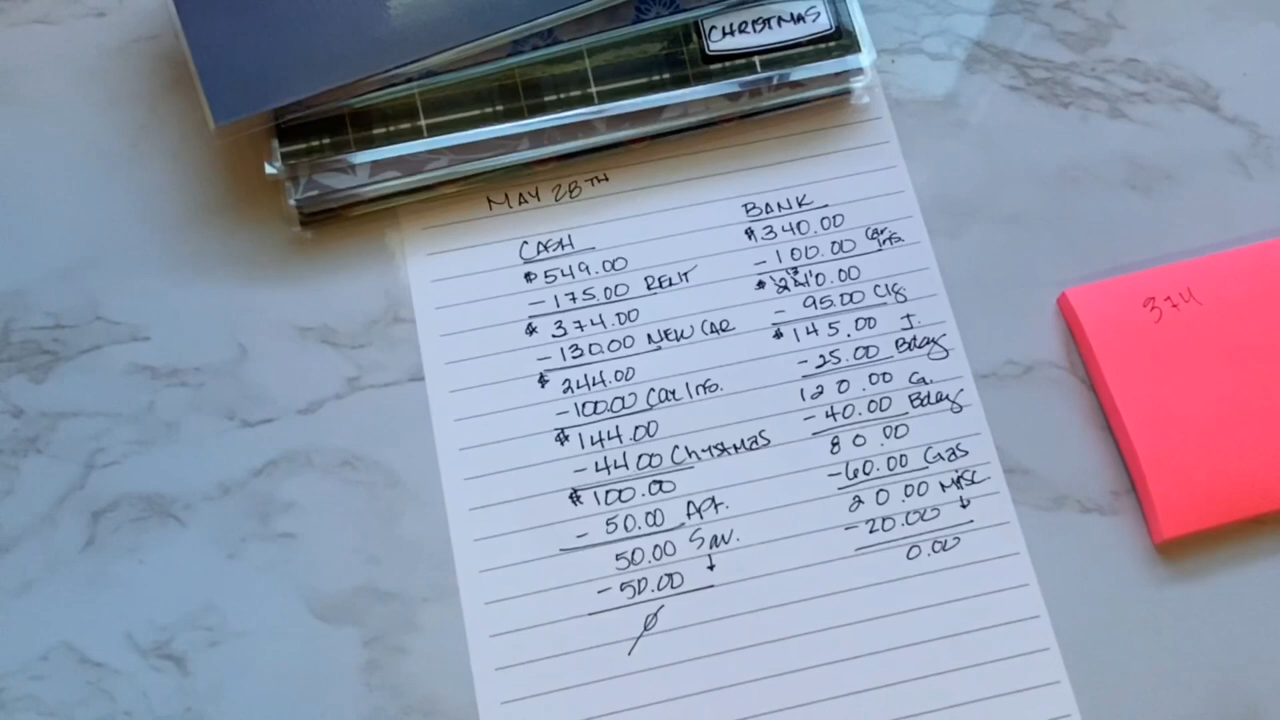 CHRISTMAS
MAY 28TH
CASH
$549.00
-175.00 RENT
$374.00
-130.00 NEW CAR
$244.00
-100.00 Car Ins.
$144.00
-44.00 Christmas
$100.00
-50.00 Apt.
50.00 Sav.
-50.00 ↓
0
BANK
$340.00
-100.00 Car Ins.
$240.00
-95.00 Clg.
$145.00 J.
-25.00 Bday
120.00 G.
-40.00 Bday
80.00
-60.00 Gas
20.00 Misc
-20.00 ↓
0.00
374